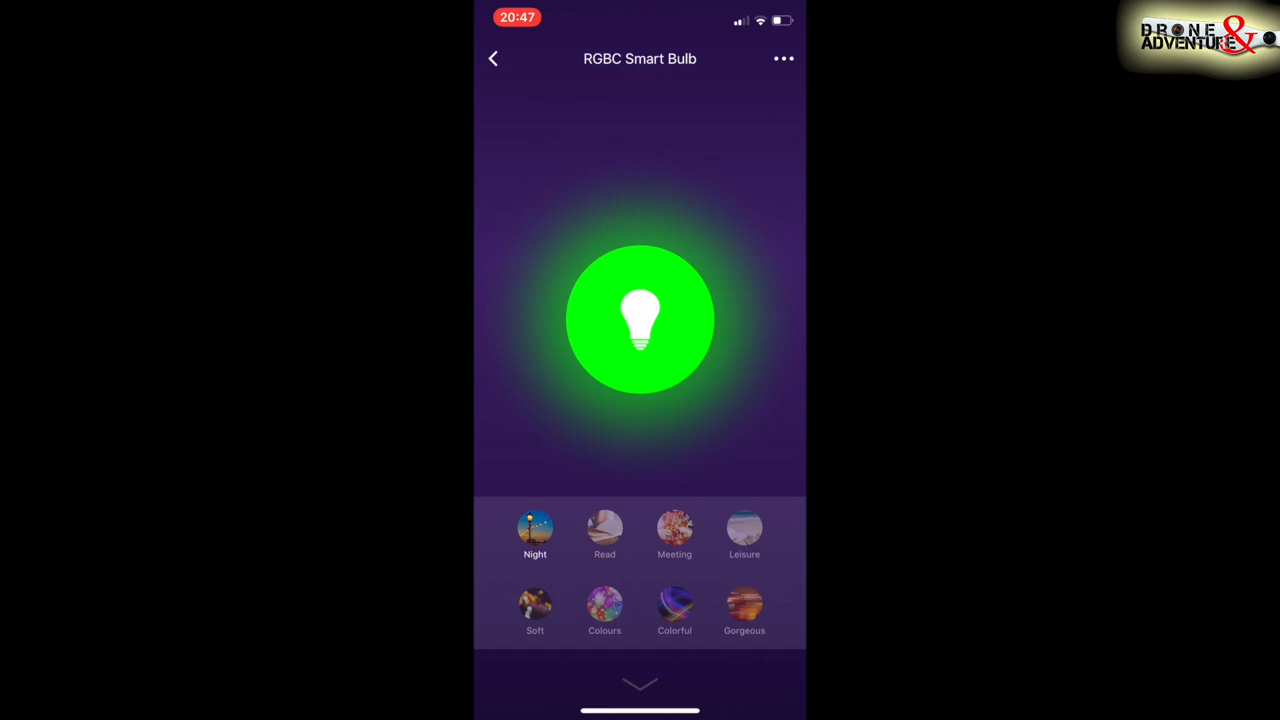 20:47
RGBC Smart Bulb
DRONE &
ADVENTURE
Night Read Meeting Leisure
Soft Colours Colorful Gorgeous